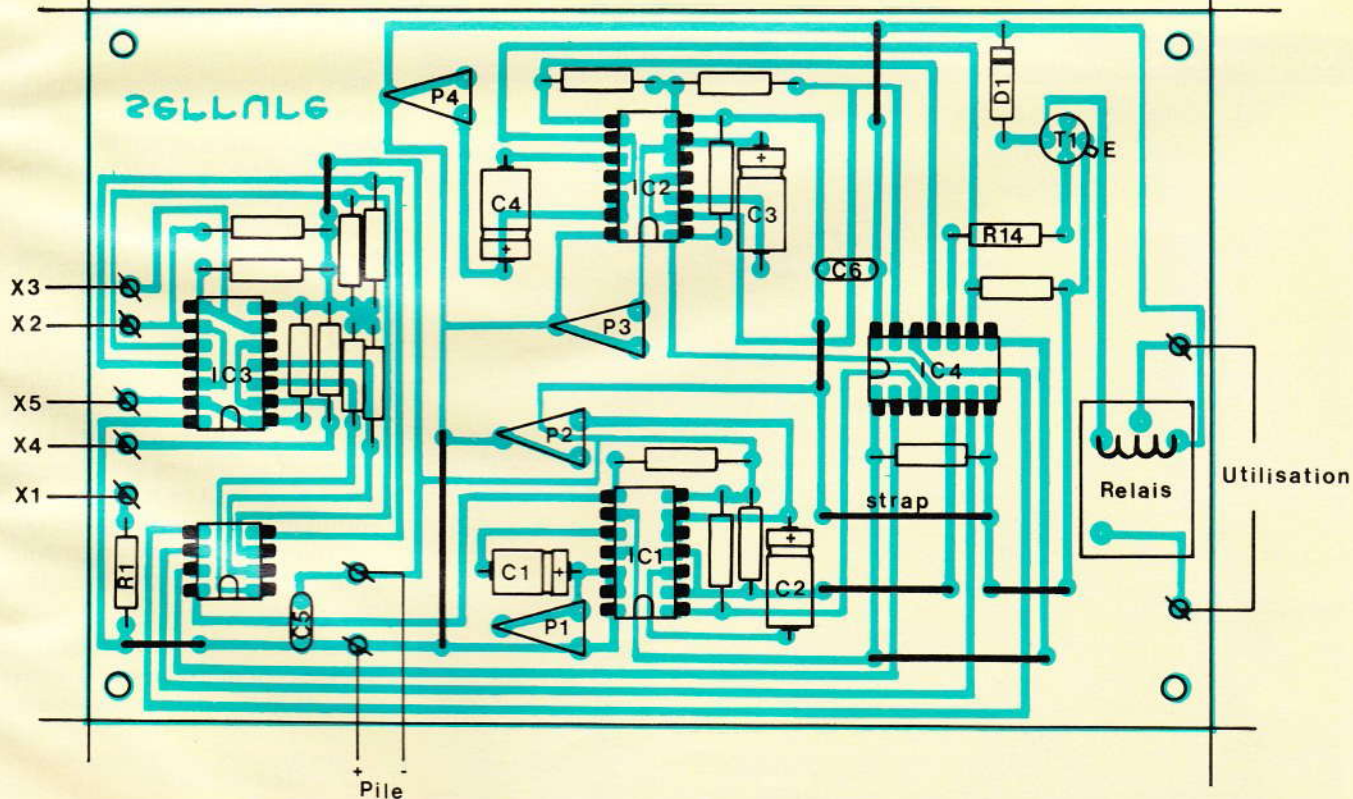 serrure
P4
D1
T1
E
IC2
C4
C3
R14
C6
X3
X2
P3
IC3
IC4
X5
X4
P2
X1
Relais
Utilisation
strap
R1
C1
IC1
C2
C5
P1
+ -
Pile